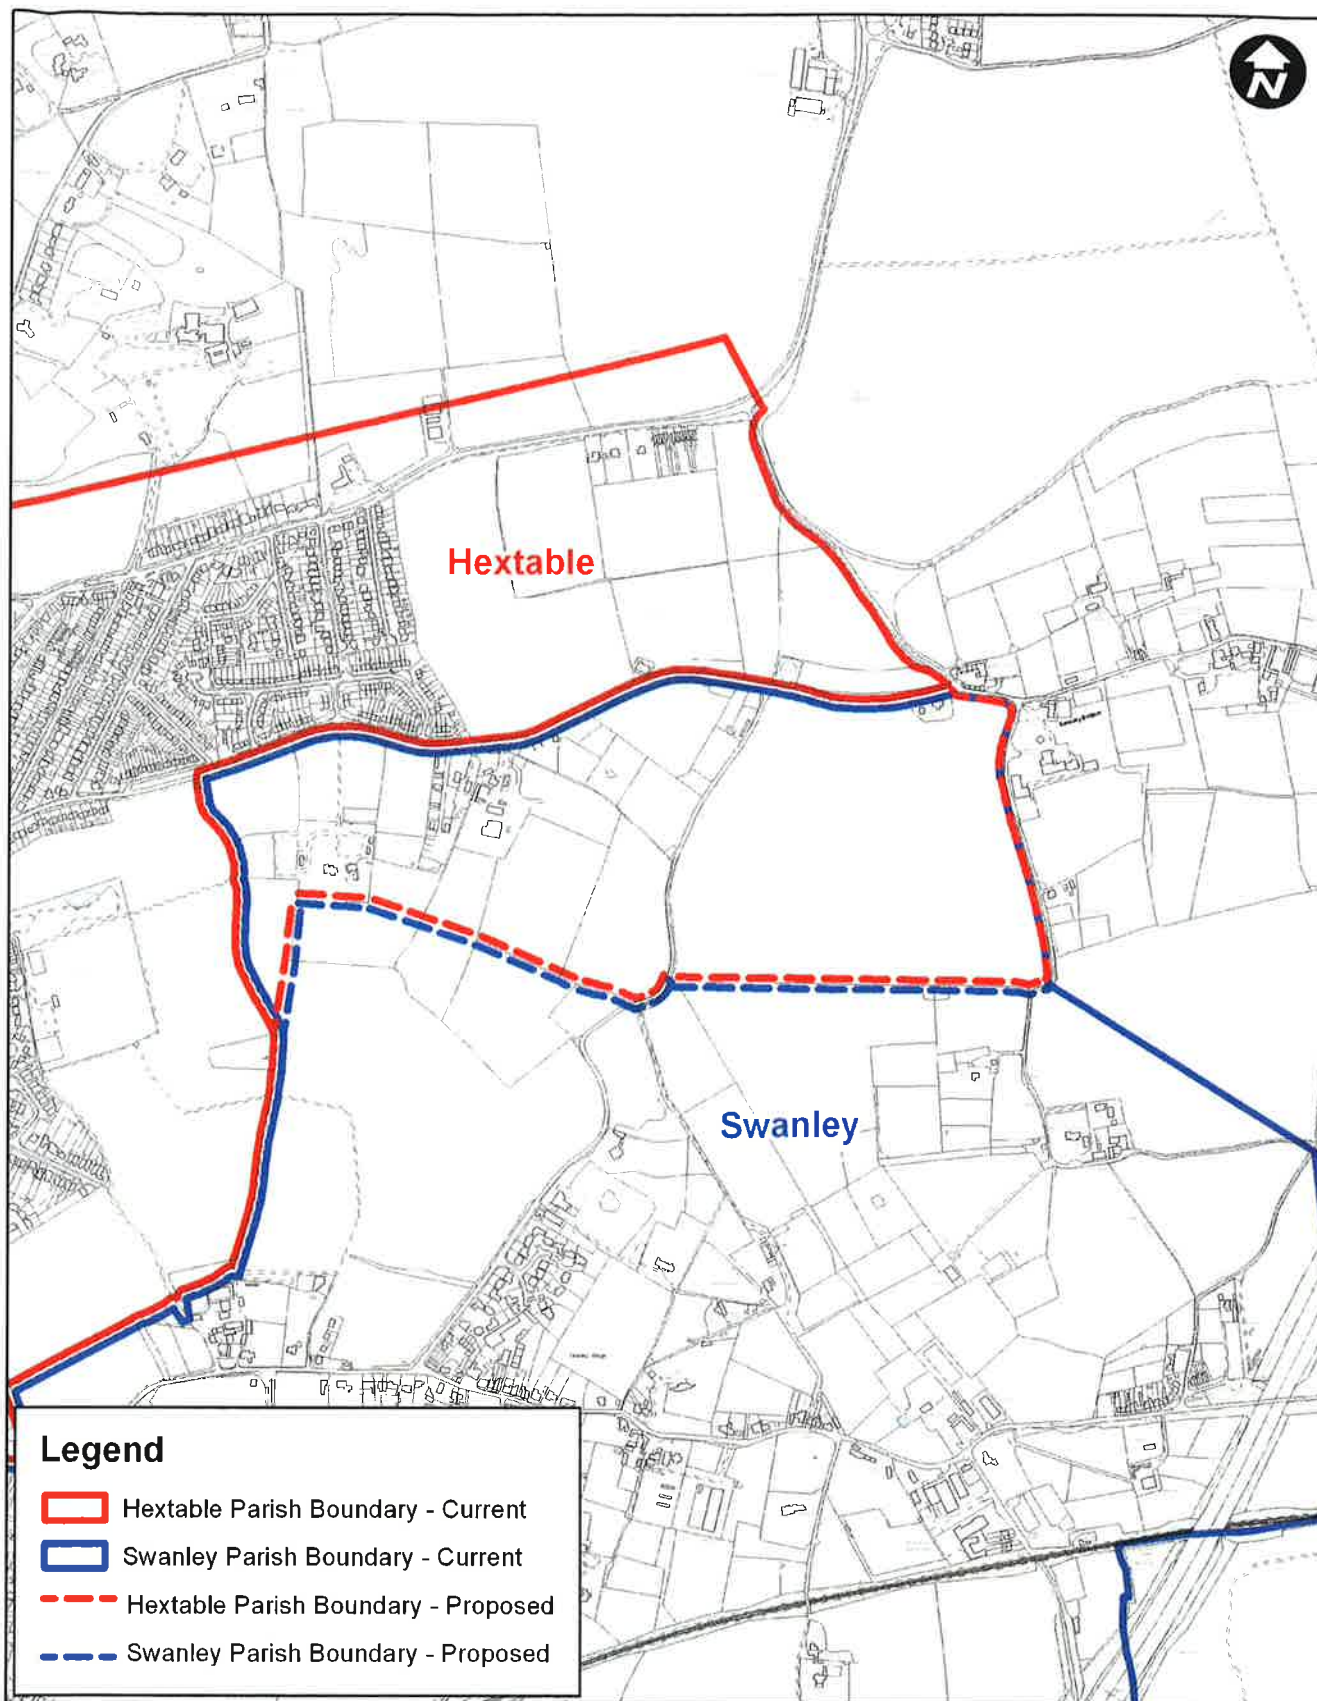 N
Hextable
Swanley
Legend
Hextable Parish Boundary - Current
Swanley Parish Boundary - Current
Hextable Parish Boundary - Proposed
Swanley Parish Boundary - Proposed